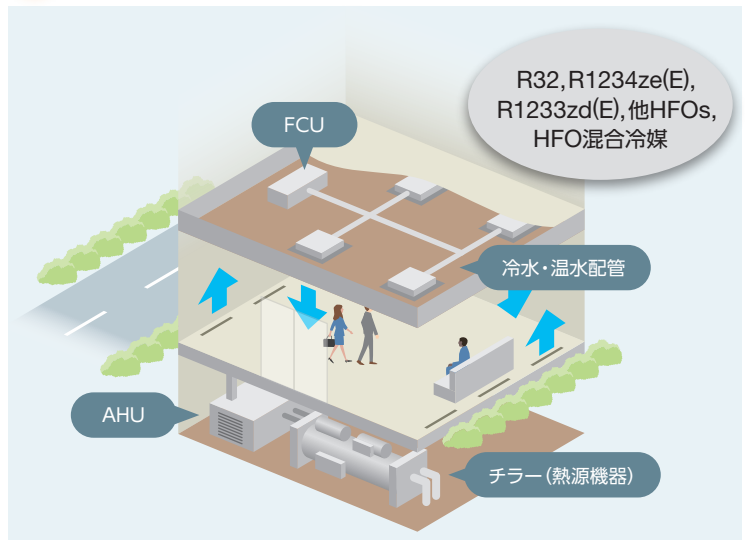 R32,R1234ze(E),
R1233zd(E),他HFOs,
HFO混合冷媒
FCU
冷水・温水配管
AHU
チラー(熱源機器)